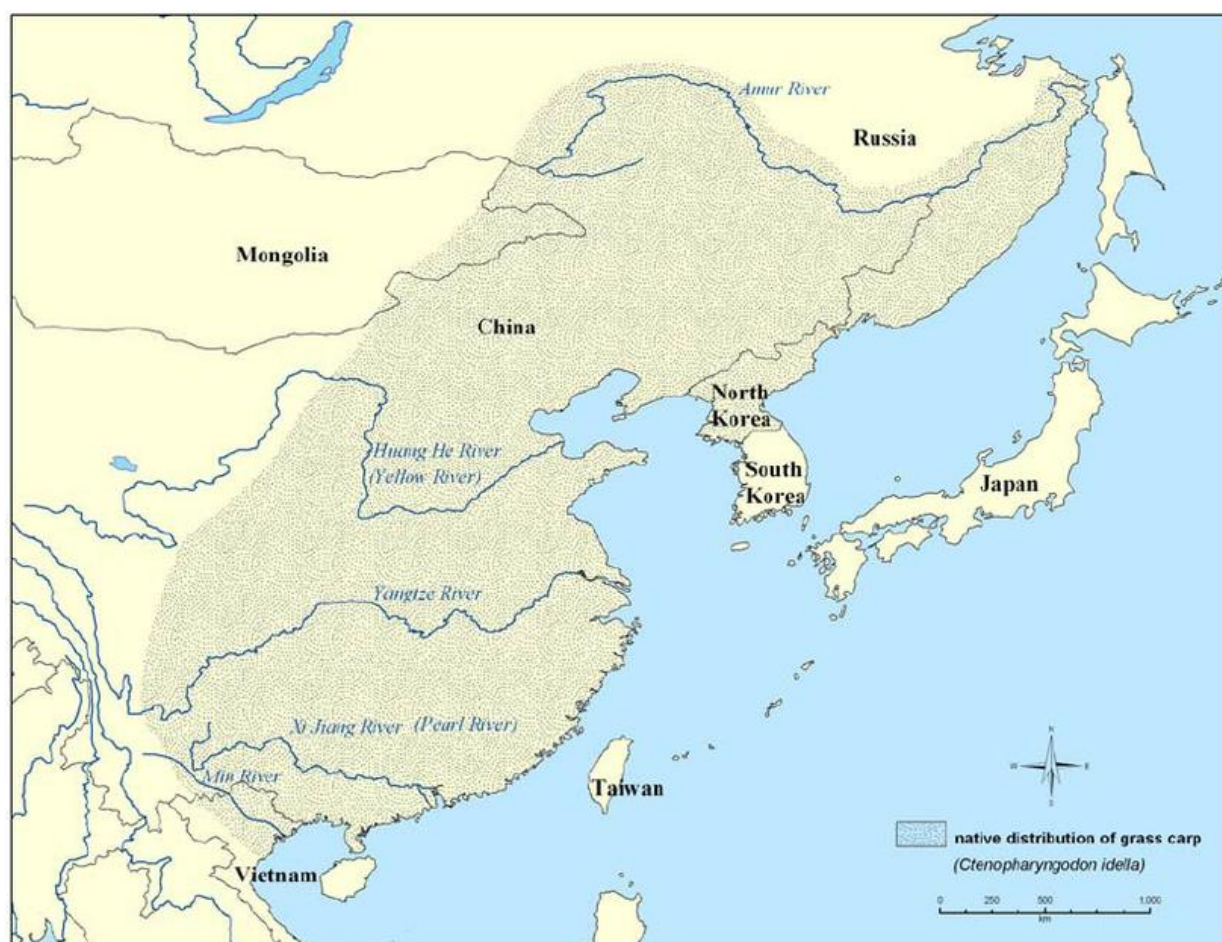 Amur River
Russia
Mongolia
China
North
Korea
Huang He River
(Yellow River)
South
Korea
Japan
Yangtze River
Xi Jiang River (Pearl River)
Min River
Taiwan
Vietnam
N
W E
S
native distribution of grass carp
(Ctenopharyngodon idella)
0 250 500 1,000
km